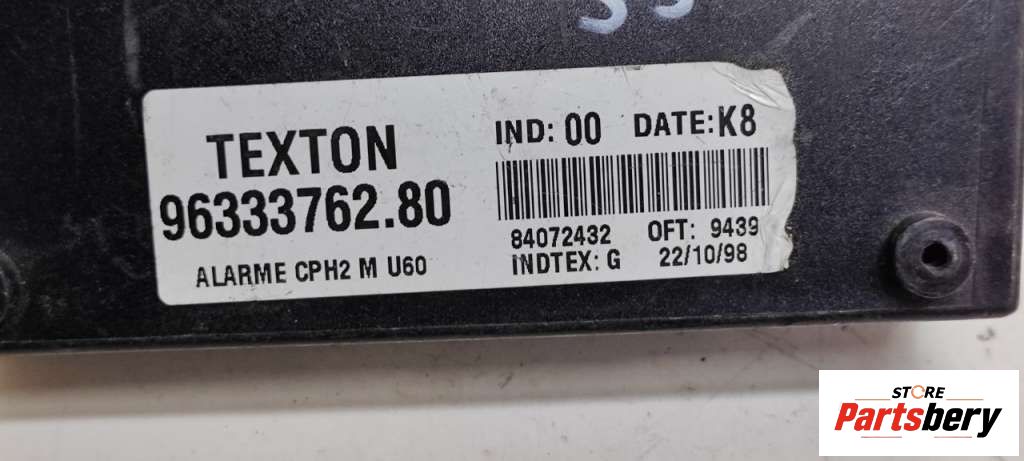 TEXTON
96333762.80
ALARME CPH2 M U60
IND: 00 DATE: K8
84072432 OFT: 9439
INDTEX: G 22/10/98
STORE
Partsbery